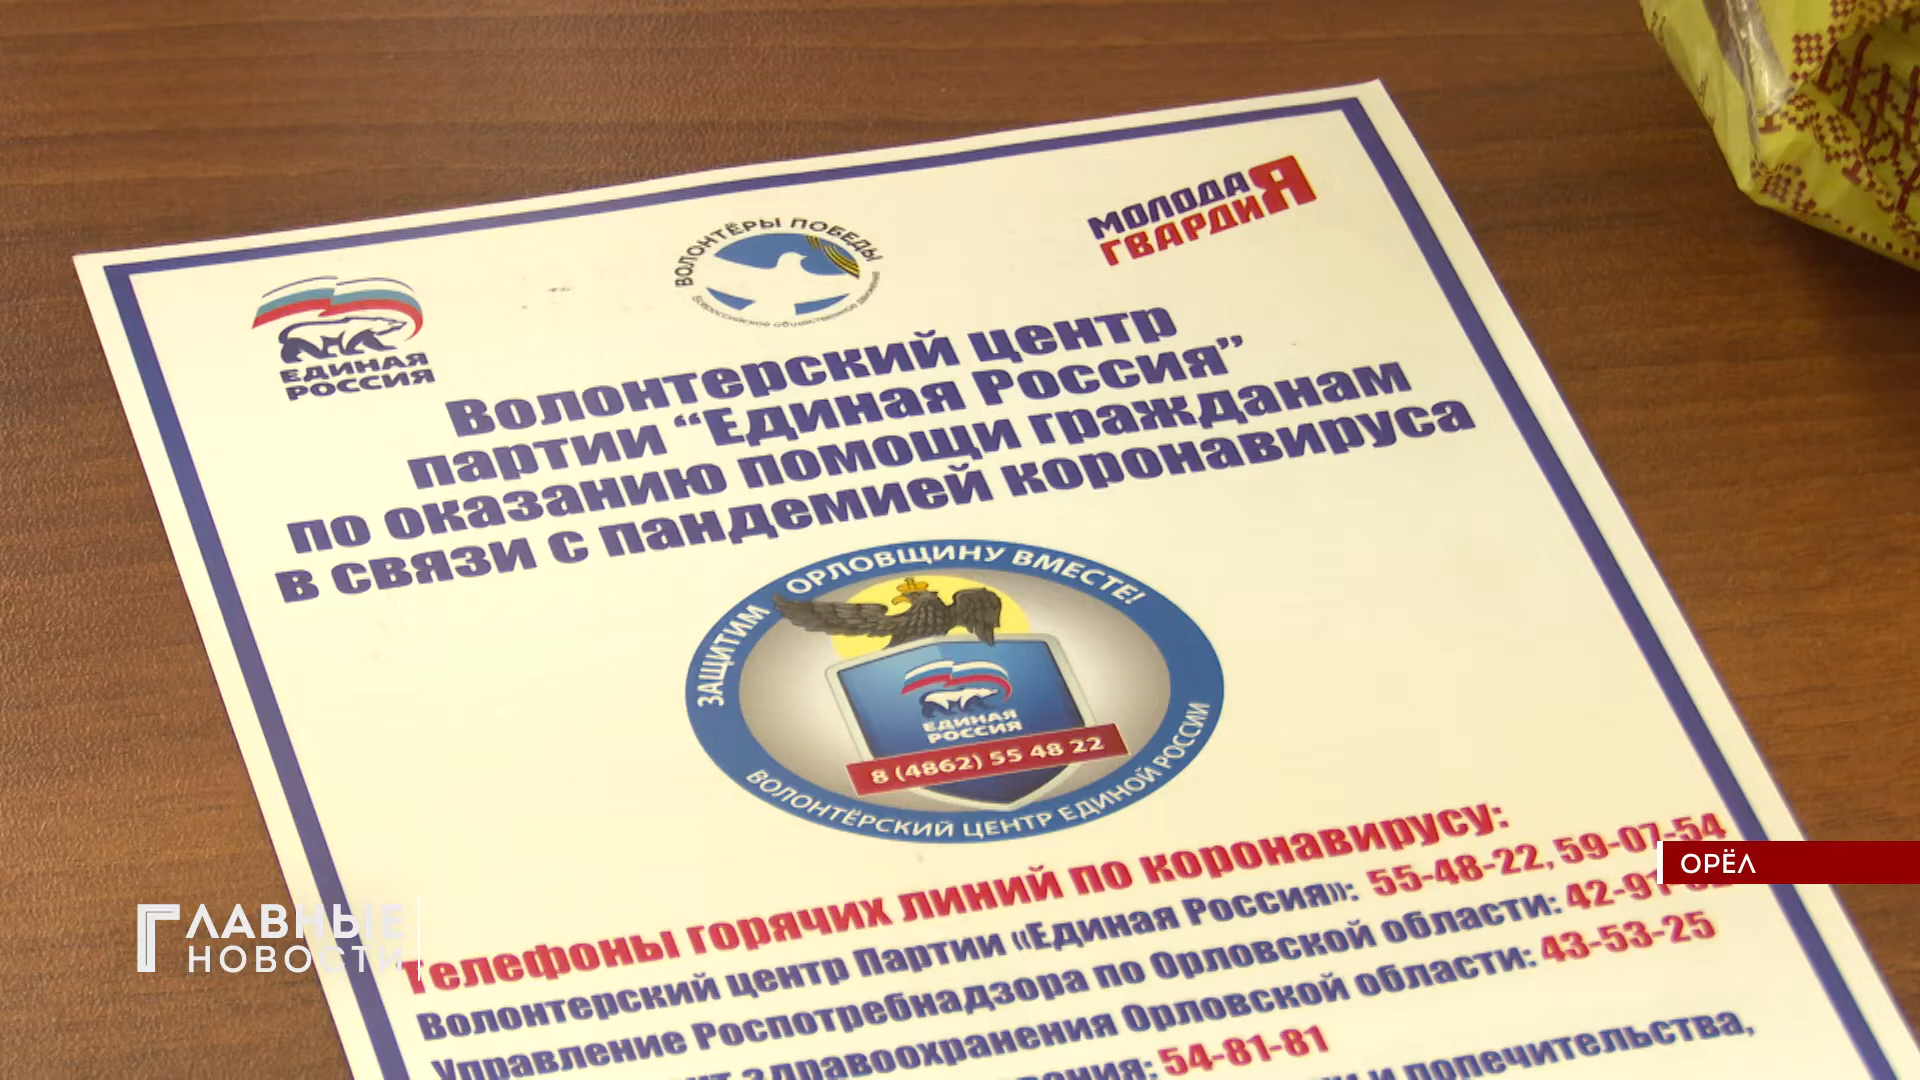 ВОЛОНТЁРЫ ПОБЕДЫ
Всероссийское общественное движение
МОЛОДАЯ
ГВАРДИЯ
ЕДИНАЯ
РОССИЯ
Волонтерский центр
партии “Единая Россия”
по оказанию помощи гражданам
в связи с пандемией коронавируса
ЗАЩИТИМ ОРЛОВЩИНУ ВМЕСТЕ!
ЕДИНАЯ
РОССИЯ
8 (4862) 55 48 22
ВОЛОНТЁРСКИЙ ЦЕНТР ЕДИНОЙ РОССИИ
Телефоны горячих линий по коронавирусу:
Волонтерский центр Партии «Единая Россия»: 55-48-22, 59-07-54
Управление Роспотребнадзора по Орловской области:
здравоохранения Орловской области: 43-53-25
54-81-81
и попечительства,
ОРЁЛ
ГЛАВНЫЕ
НОВОСТИ